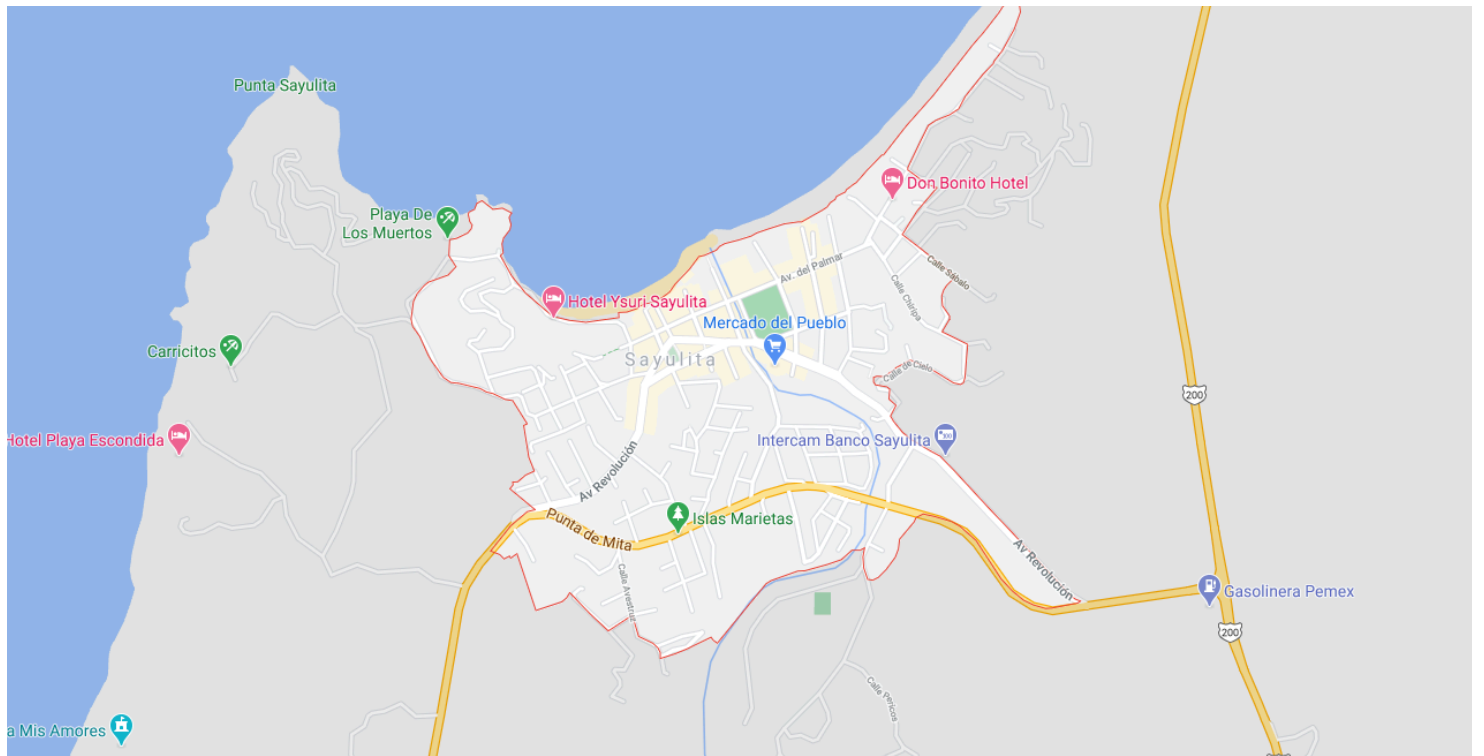 Punta Sayulita
Don Bonito Hotel
Playa De
Los Muertos
Calle Sábalo
Av. del Palmar
Calle Chiripa
Hotel Ysuri Sayulita
Mercado del Pueblo
Carricitos
Sayulita
Calle de Cielo
200
Hotel Playa Escondida
Intercam Banco Sayulita
Av Revolución
Islas Marietas
Punta de Mita
Av Revolución
Calle Avestruz
Gasolinera Pemex
200
Calle Pericos
a Mis Amores